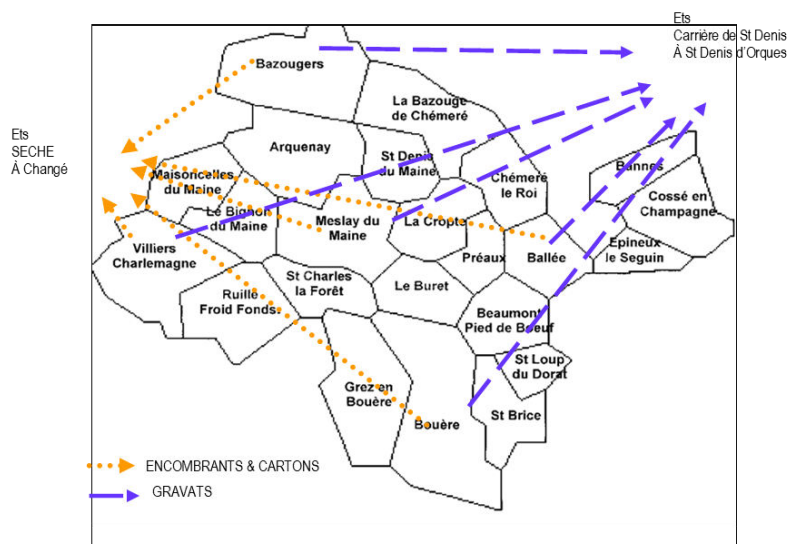 Ets
Carrière de St Denis
À St Denis d'Orques
Bazougers
La Bazouge
de Chémeré
Ets
SECHE
À Changé
Arquenay
St Denis
du Maine
Maisoncelles
du Maine
Chémeré
le Roi
Bannes
Cossé en
Champagne
Le Bignon
du Maine
Meslay du
Maine
La Cropte
Villiers
Charlemagne
Préaux
Ballée
Epineux
le Seguin
St Charles
la Forêt
Le Buret
Ruillé
Froid Fonds.
Beaumont
Pied de Boeuf
St Loup
du Dorat
Grez en
Bouère
Bouère
St Brice
ENCOMBRANTS & CARTONS
GRAVATS